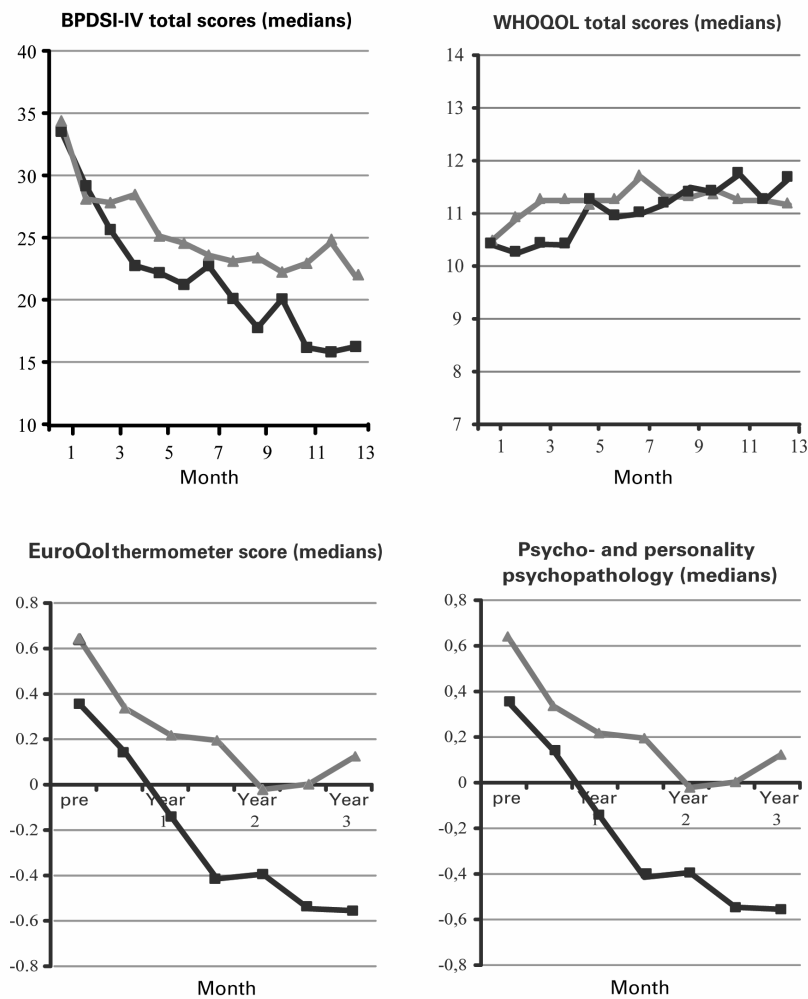 BPDSI-IV total scores (medians)
40
35
30
25
20
15
10
1 3 5 7 9 11 13
Month
WHOQOL total scores (medians)
14
13
12
11
10
9
8
7
1 3 5 7 9 11 13
Month
EuroQol thermometer score (medians)
0.8
0.6
0.4
0.2
0
-0.2
-0.4
-0.6
-0.8
pre Year Year Year
1 2 3
Month
Psycho- and personality
psychopathology (medians)
0,8
0,6
0,4
0,2
0
-0,2
-0,4
-0,6
-0,8
pre Year Year Year
1 2 3
Month